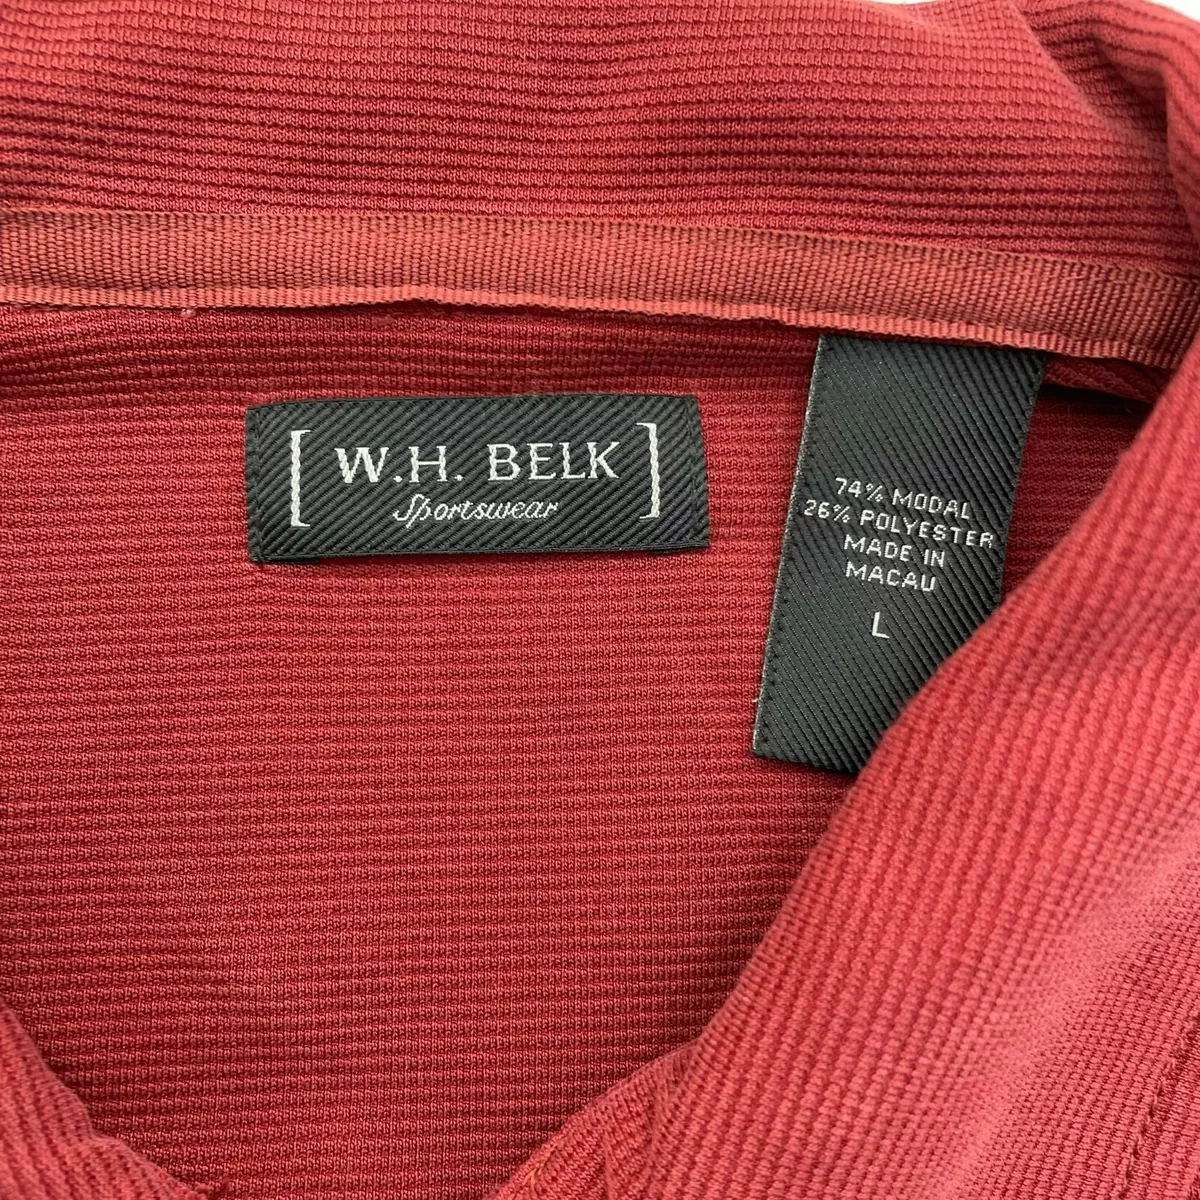 [ W.H. BELK ]
Sportswear
74% MODAL
26% POLYESTER
MADE IN
MACAU
L